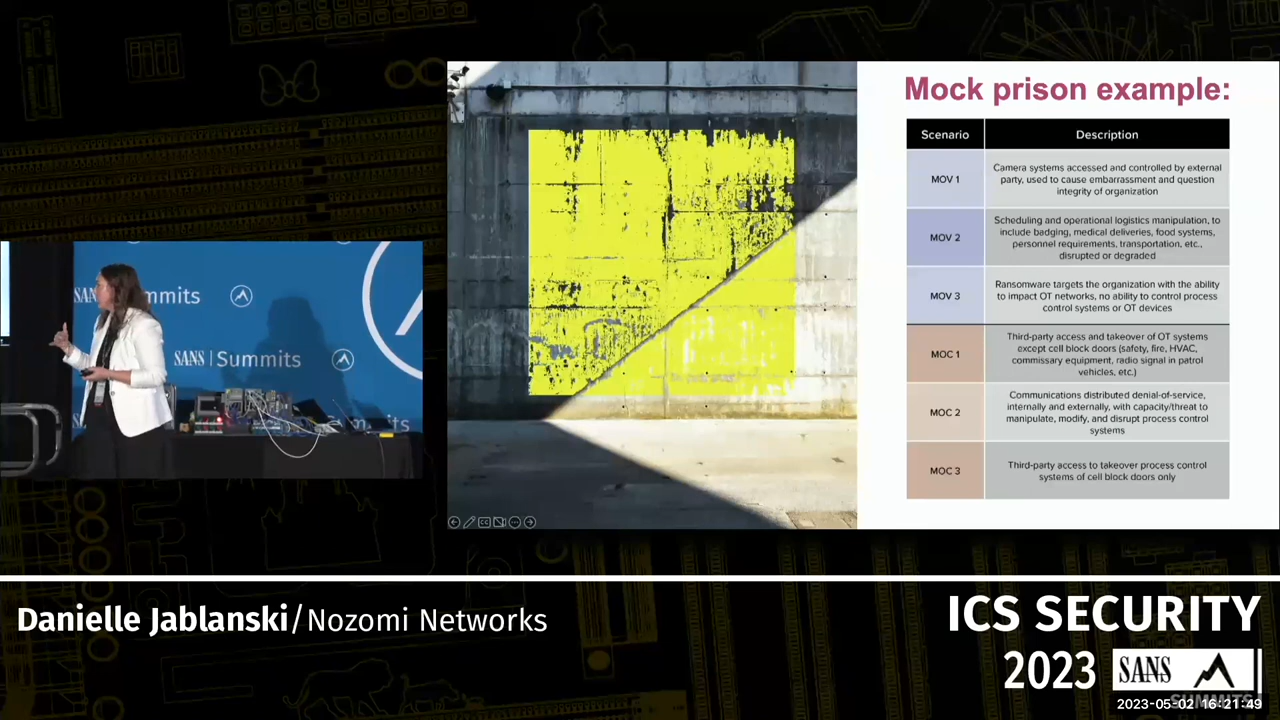 Mock prison example:
Scenario
Description
MOV 1
Camera systems accessed and controlled by external
party, used to cause embarrassment and question
integrity of organization
MOV 2
Scheduling and operational logistics manipulation, to
include badging, medical deliveries, food systems,
personnel requirements, transportation, etc.,
disrupted or degraded
MOV 3
Ransomware targets the organization with the ability
to impact OT networks, no ability to control process
control systems or OT devices
MOC 1
Third-party access and takeover of OT systems
except cell block doors (safety, fire, HVAC,
commissary equipment, radio signal in patrol
vehicles, etc.)
MOC 2
Communications distributed denial-of-service,
internally and externally, with capacity/threat to
manipulate, modify, and disrupt process control
systems
MOC 3
Third-party access to takeover process control
systems of cell block doors only
SANS
mmits
SANS | Summits
mmits
CC
Danielle Jablanski/Nozomi Networks
ICS SECURITY
2023
SANS
SUMMITS
2023-05-02 16:21:49